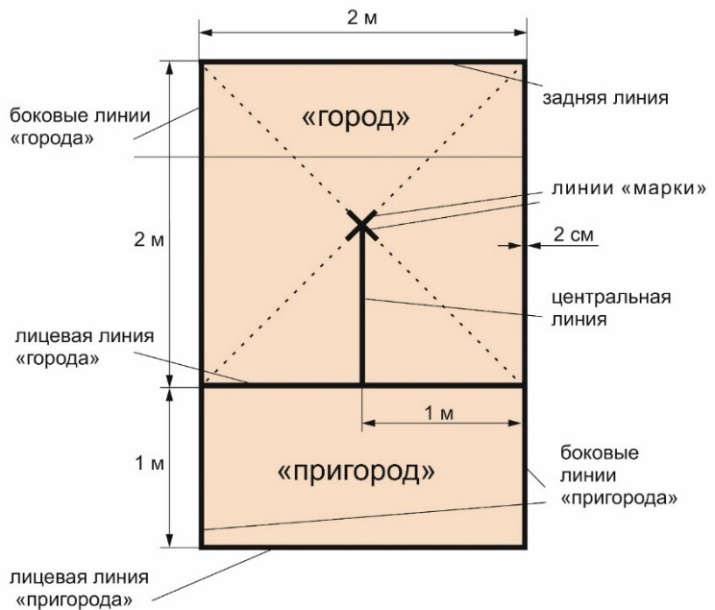 2 м
задняя линия
боковые линии
«города»
«город»
линии «марки»
2 м
2 см
центральная
линия
лицевая линия
«города»
1 м
1 м
«пригород»
боковые
линии
«пригорода»
лицевая линия
«пригорода»